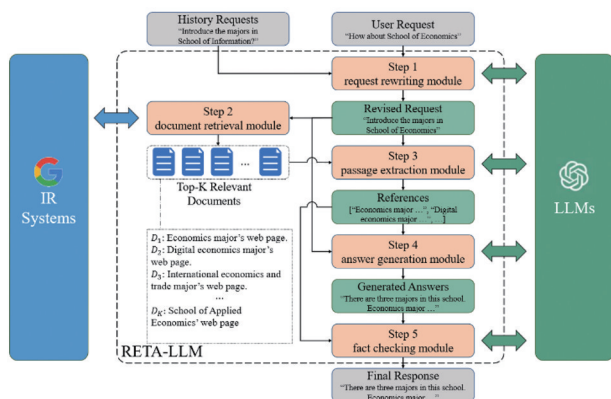 History Requests
"Introduce the majors in
School of Information?"
User Request
"How about School of Economics"
Step 1
request rewriting module
Step 2
document retrieval module
Revised Request
"Introduce the majors in
School of Economics"
Step 3
passage extraction module
...
Top-K Relevant
Documents
IR
Systems
LLMs
References
["Economics major ...", "Digital
economics major ...", ...]
D1: Economics major's web page.
D2: Digital economics major's
web page.
D3: International economics and
trade major's web page.
...
DK: School of Applied
Economics' web page
Step 4
answer generation module
Generated Answers
"There are three majors in this school.
Economics major ..."
Step 5
fact checking module
RETA-LLM
Final Response
"There are three majors in this school.
Economics major ..."